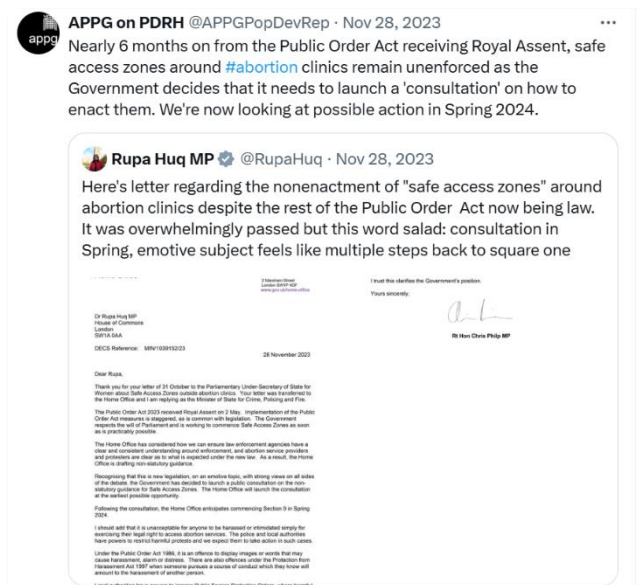 appg
APPG on PDRH @APPGPopDevRep · Nov 28, 2023
Nearly 6 months on from the Public Order Act receiving Royal Assent, safe
access zones around #abortion clinics remain unenforced as the
Government decides that it needs to launch a 'consultation' on how to
enact them. We're now looking at possible action in Spring 2024.
Rupa Huq MP @RupaHuq · Nov 28, 2023
Here's letter regarding the nonenactment of "safe access zones" around
abortion clinics despite the rest of the Public Order Act now being law.
It was overwhelmingly passed but this word salad: consultation in
Spring, emotive subject feels like multiple steps back to square one
2 Marsham Street
London SW1P 4DF
www.gov.uk/home-office
Dr Rupa Huq MP
House of Commons
London
SW1A 0AA
DECS Reference: MIN/1039152/23
28 November 2023
Dear Rupa,
Thank you for your letter of 31 October to the Parliamentary Under-Secretary of State for
Women about Safe Access Zones outside abortion clinics. Your letter was transferred to
the Home Office and I am replying as the Minister of State for Crime, Policing and Fire.
The Public Order Act 2023 received Royal Assent on 2 May. Implementation of the Public
Order Act measures is staggered, as is common with legislation. The Government
respects the will of Parliament and is working to commence Safe Access Zones as soon
as is practicably possible.
The Home Office has considered how we can ensure law enforcement agencies have a
clear and consistent understanding around enforcement, and abortion service providers
and protesters are clear as to what is expected under the new law. As a result, the Home
Office is drafting non-statutory guidance.
Recognising that this is new legislation, on an emotive topic, with strong views on all sides
of the debate, the Government has decided to launch a public consultation on the non-
statutory guidance for Safe Access Zones. The Home Office will launch the consultation
at the earliest possible opportunity.
Following the consultation, the Home Office anticipates commencing Section 9 in Spring
2024.
I should add that it is unacceptable for anyone to be harassed or intimidated simply for
exercising their legal right to access abortion services. The police and local authorities
have powers to restrict harmful protests and we expect them to take action in such cases.
Under the Public Order Act 1986, it is an offence to display images or words that may
cause harassment, alarm or distress. There are also offences under the Protection from
Harassment Act 1997 when someone pursues a course of conduct which they know will
amount to the harassment of another person.
I trust this clarifies the Government's position.
Yours sincerely,
Rt Hon Chris Philp MP